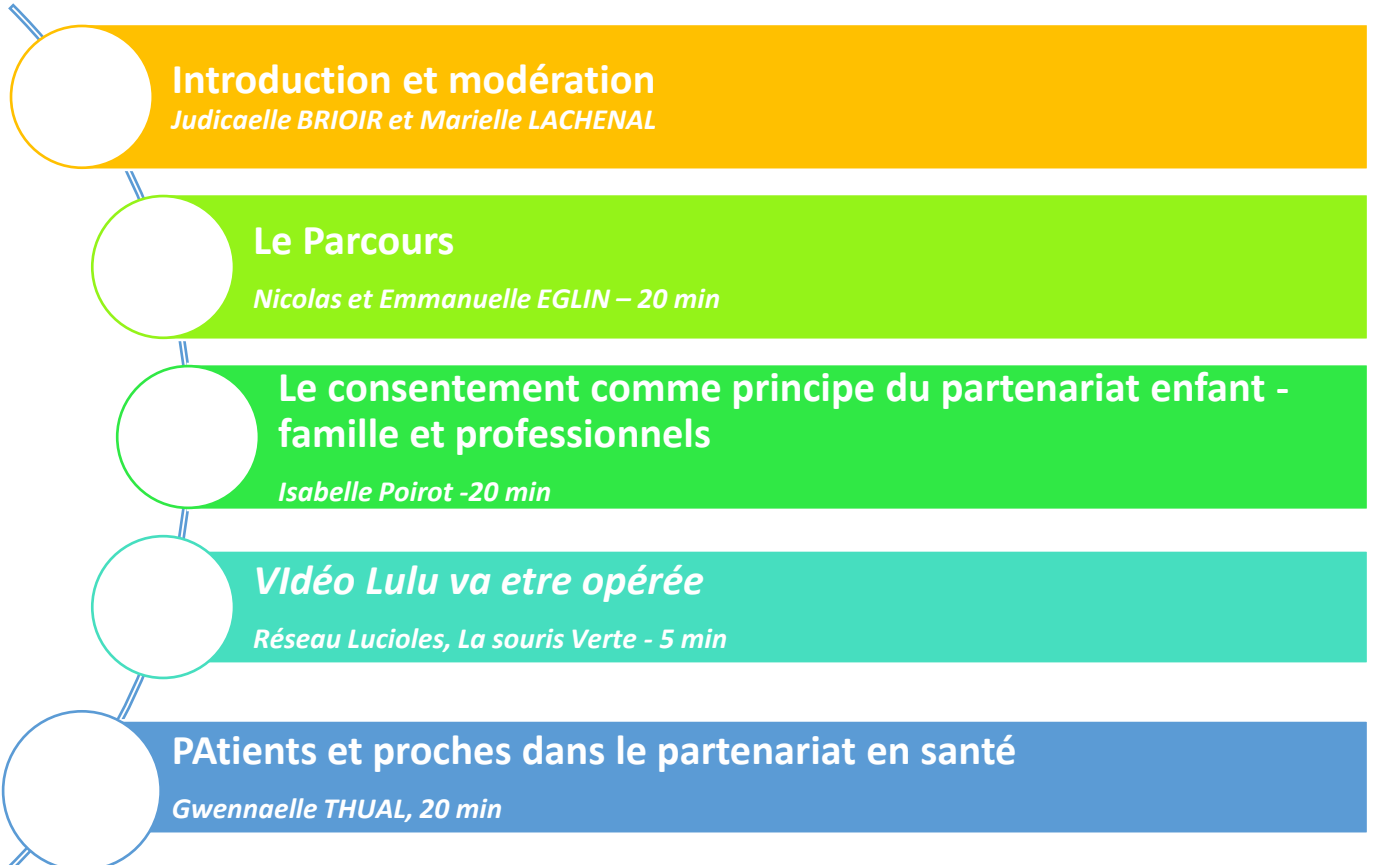 Introduction et modération
Judicaelle BRIOIR et Marielle LACHENAL
Le Parcours
Nicolas et Emmanuelle EGLIN – 20 min
Le consentement comme principe du partenariat enfant -
famille et professionnels
Isabelle Poirot -20 min
VIdéo Lulu va etre opérée
Réseau Lucioles, La souris Verte - 5 min
PAtients et proches dans le partenariat en santé
Gwennaelle THUAL, 20 min